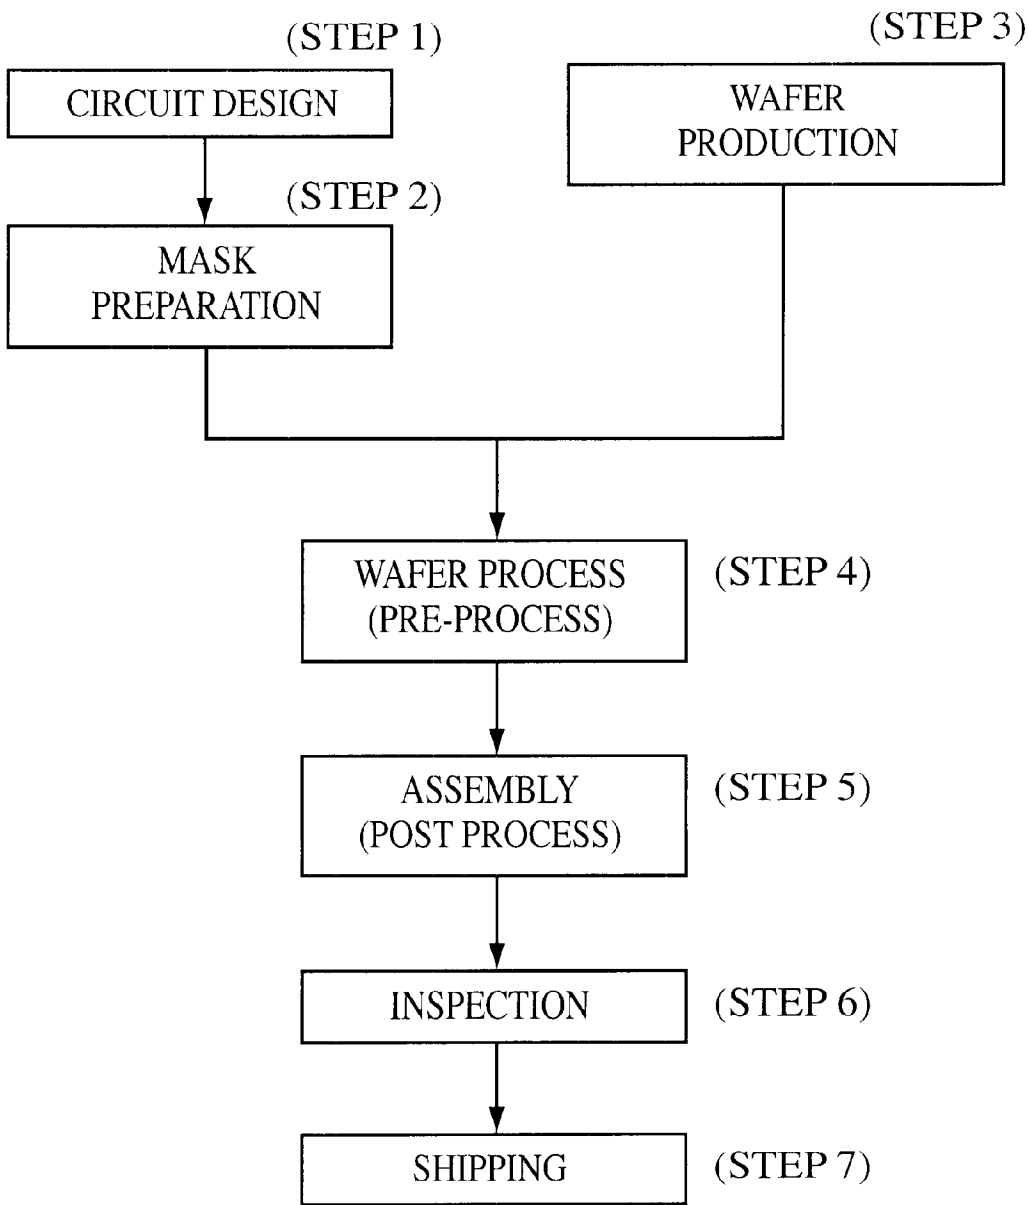 (STEP 1)
CIRCUIT DESIGN
(STEP 2)
MASK
PREPARATION
(STEP 3)
WAFER
PRODUCTION
WAFER PROCESS
(PRE-PROCESS)
(STEP 4)
ASSEMBLY
(POST PROCESS)
(STEP 5)
INSPECTION
(STEP 6)
SHIPPING
(STEP 7)